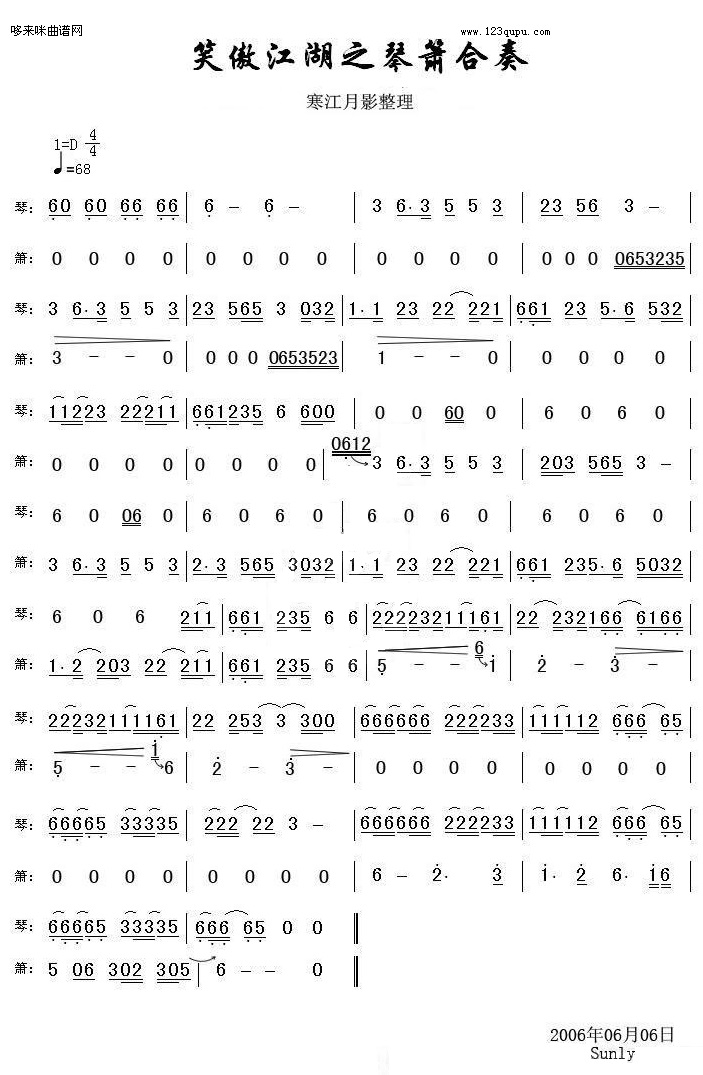 哆来咪曲谱网
www.123qupu.com
笑傲江湖之琴箫合奏
寒江月影整理
1=D 4/4
♩=68
琴: 60 60 66 66 | 6 - 6 - | 3 6·3 5 5 3 | 23 56 3 - |
箫: 0 0 0 0 | 0 0 0 0 | 0 0 0 0 | 0 0 0 0653235 |
琴: 3 6·3 5 5 3 | 23 565 3 032 | 1·1 23 22 221 | 661 23 5·6 532 |
箫: 3 - - 0 | 0 0 0 0653523 | 1 - - 0 | 0 0 0 0 |
琴: 11223 22211 | 661235 6 600 | 0 0 60 0 | 6 0 6 0 |
箫: 0 0 0 0 | 0 0 0 0 | 0612 3 6·3 5 5 3 | 203 565 3 - |
琴: 6 0 06 0 | 6 0 6 0 | 6 0 6 0 | 6 0 6 0 |
箫: 3 6·3 5 5 3 | 2·3 565 3032 | 1·1 23 22 221 | 661 235·6 5032 |
琴: 6 0 6 211 | 661 235 6 6 | 22223211161 | 22 232166 6166 |
箫: 1·2 203 22 211 | 661 235 6 6 | 5 - - 6 1 | 2 - 3 - |
琴: 22232111161 | 22 253 3 300 | 666666 222233 | 111112 666 65 |
箫: 5 - - 1 6 | 2 - 3 - | 0 0 0 0 | 0 0 0 0 |
琴: 666665 333335 | 222 22 3 - | 666666 222233 | 111112 666 65 |
箫: 0 0 0 0 | 0 0 0 0 | 6 - 2· 3 | 1· 2 6· 16 |
琴: 666665 333335 | 666 65 0 0 ‖
箫: 5 06 302 305 | 6 - - 0 ‖
2006年06月06日
Sunly